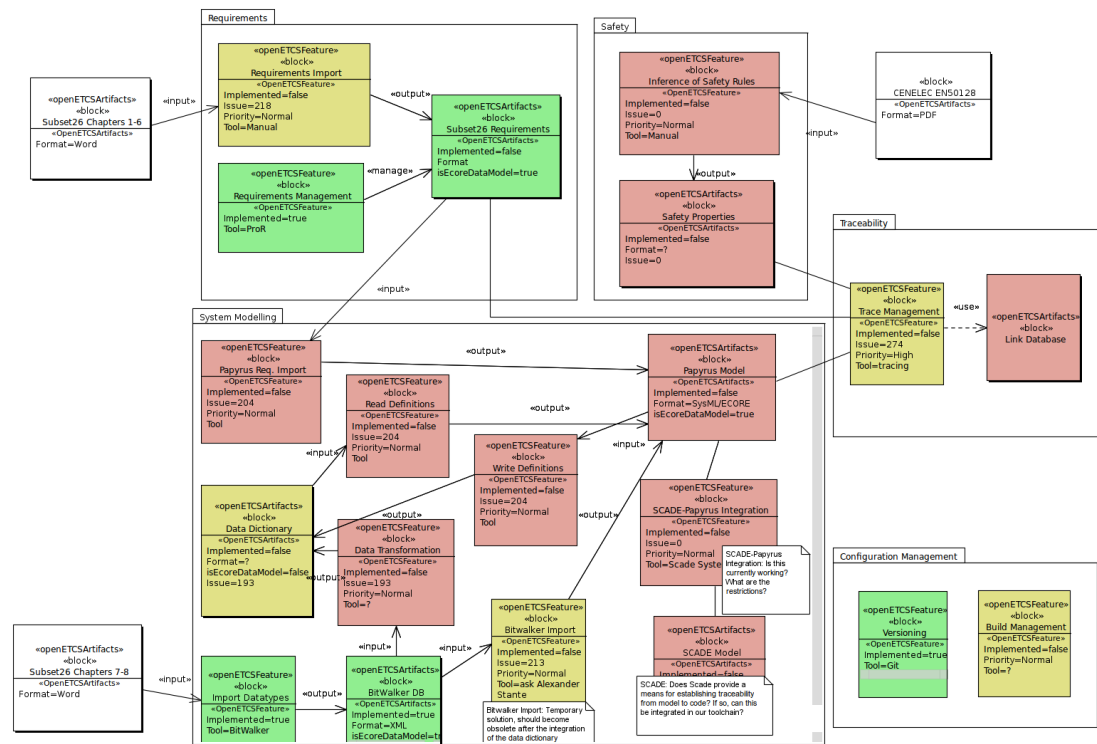 Requirements
«openETCSFeature»
«block»
Requirements Import
«OpenETCSFeature»
Implemented=false
Issue=218
Priority=Normal
Tool=Manual
«openETCSArtifacts»
«block»
Subset26 Chapters 1-6
«OpenETCSArtifacts»
Format=Word
«input»
«output»
«openETCSArtifacts»
«block»
Subset26 Requirements
«OpenETCSArtifacts»
Implemented=false
Format
isEcoreDataModel=true
«openETCSFeature»
«block»
Requirements Management
«OpenETCSFeature»
Implemented=true
Tool=ProR
«manage»
«input»
Safety
«openETCSFeature»
«block»
Inference of Safety Rules
«OpenETCSFeature»
Implemented=false
Issue=0
Priority=Normal
Tool=Manual
«block»
CENELEC EN50128
«OpenETCSArtifacts»
Format=PDF
«input»
«output»
«openETCSArtifacts»
«block»
Safety Properties
«OpenETCSArtifacts»
Implemented=false
Format=?
Issue=0
Traceability
«openETCSFeature»
«block»
Trace Management
«OpenETCSFeature»
Implemented=false
Issue=274
Priority=High
Tool=tracing
«use»
«openETCSArtifacts»
«block»
Link Database
System Modelling
«openETCSFeature»
«block»
Papyrus Req. Import
«OpenETCSFeature»
Implemented=false
Issue=204
Priority=Normal
Tool
«output»
«openETCSArtifacts»
«block»
Papyrus Model
«OpenETCSArtifacts»
Implemented=false
Format=SysML/ECORE
isEcoreDataModel=true
«openETCSFeature»
«block»
Read Definitions
«OpenETCSFeature»
Implemented=false
Issue=204
Priority=Normal
Tool
«output»
«input»
«input»
«openETCSFeature»
«block»
Write Definitions
«OpenETCSFeature»
Implemented=false
Issue=204
Priority=Normal
Tool
«output»
«output»
«openETCSArtifacts»
«block»
Data Dictionary
«OpenETCSArtifacts»
Implemented=false
Format=?
isEcoreDataModel=false
Issue=193
«output»
«openETCSFeature»
«block»
Data Transformation
«OpenETCSFeature»
Implemented=false
Issue=193
Priority=Normal
Tool=?
«openETCSFeature»
«block»
SCADE-Papyrus Integration
«OpenETCSFeature»
Implemented=false
Issue=0
Priority=Normal
Tool=Scade Syste
SCADE-Papyrus
Integration: Is this
currently working?
What are the
restrictions?
«openETCSFeature»
«block»
Bitwalker Import
«OpenETCSFeature»
Implemented=false
Issue=213
Priority=Normal
Tool=ask Alexander
Stante
Bitwalker Import: Temporary
solution, should become
obsolete after the integration
of the data dictionary
«openETCSArtifacts»
«block»
SCADE Model
«OpenETCSArtifacts»
SCADE: Does Scade provide a
means for establishing traceability
from model to code? If so, can this
be integrated in our toolchain?
«openETCSArtifacts»
«block»
Subset26 Chapters 7-8
«OpenETCSArtifacts»
Format=Word
«input»
«openETCSFeature»
«block»
Import Datatypes
«OpenETCSFeature»
Implemented=true
Tool=BitWalker
«output»
«input»
«input»
«openETCSArtifacts»
«block»
BitWalker DB
«OpenETCSArtifacts»
Implemented=true
Format=XML
isEcoreDataModel=tr
Configuration Management
«openETCSFeature»
«block»
Versioning
«OpenETCSFeature»
Implemented=true
Tool=Git
«openETCSFeature»
«block»
Build Management
«OpenETCSFeature»
Implemented=false
Priority=Normal
Tool=?